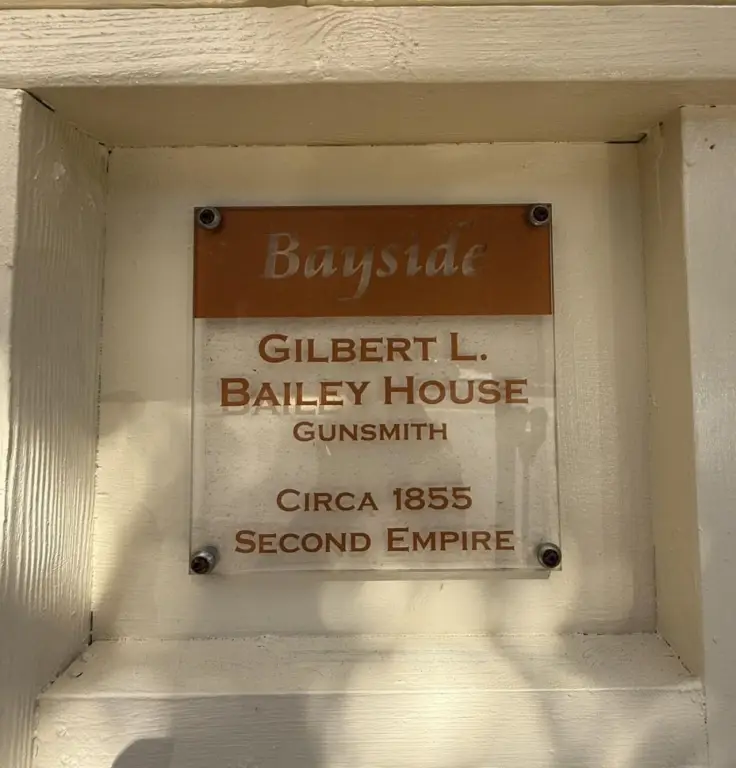 Bayside
GILBERT L.
BAILEY HOUSE
GUNSMITH
CIRCA 1855
SECOND EMPIRE